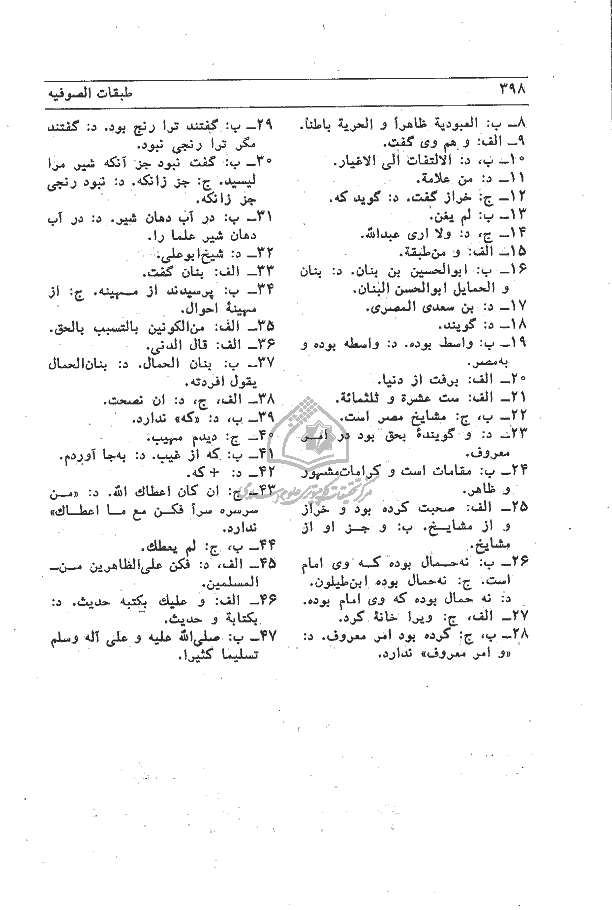 ۳۹۸
طبقات الصوفیه
۸ـ ب: العبودیة ظاهراً و الحریة باطناً.
۹ـ الف: و هم وی گفت.
۱۰ـ ب، د: الالتفات الی الاغیار.
۱۱ـ د: من علامة.
۱۲ـ ج: خراز گفت. د: گوید که.
۱۳ـ ب: لم یغن.
۱۴ـ ج، د: ولا اری عبدالله.
۱۵ـ الف: و من‌طبقة.
۱۶ـ ب: ابوالحسین بن بنان. د: بنان
و الحمایل ابوالحسن البنان.
۱۷ـ د: بن سعدی المصری.
۱۸ـ د: گویند.
۱۹ـ ب: واسط بوده. د: واسطه بوده و
به‌مصر.
۲۰ـ الف: برفت از دنیا.
۲۱ـ الف: ست عشرة و ثلثمائة.
۲۲ـ ب، ج: مشایخ مصر است.
۲۳ـ د: و گویندهٔ بحق بود در امر
معروف.
۲۴ـ ب: مقامات است و کرامات‌مشهور
و ظاهر.
۲۵ـ الف: صحبت کرده بود و خراز
و از مشایخ. ب: و جز او از
مشایخ.
۲۶ـ ب: نه‌حمال بوده که وی امام
است. ج: نه‌حمال بوده ابن‌طیلون.
د: نه حمال بوده که وی امام بوده.
۲۷ـ الف، ج: ویرا خانه کرد.
۲۸ـ ب، ج: کرده بود امر معروف. د:
«و امر معروف» ندارد.
۲۹ـ ب: گفتند ترا رنج بود. د: گفتند
مگر ترا رنجی نبود.
۳۰ـ ب: گفت نبود جز آنکه شیر مرا
لیسید. ج: جز زانکه. د: نبود رنجی
جز زانکه.
۳۱ـ ب: در آب دهان شیر. د: در آب
دهان شیر علما را.
۳۲ـ د: شیخ‌ابوعلی.
۳۳ـ الف: بنان گفت.
۳۴ـ ب: پرسیدند از مهینه. ج: از
مهینهٔ احوال.
۳۵ـ الف: من‌الکونین بالتسبب بالحق.
۳۶ـ الف: قال الدنی.
۳۷ـ ب: بنان الحمال. د: بنان‌الحمال
یقول افردته.
۳۸ـ الف، ج، د: ان نصحت.
۳۹ـ ب، د: «که» ندارد.
۴۰ـ ج: دیدم مهیب.
۴۱ـ ب: که از غیب. د: به‌جا آوردم.
۴۲ـ د: + که.
۴۳ـ ج: ان کان اعطاك الله. د: «من
سرسره سراً فکن مع ما اعطاك»
ندارد.
۴۴ـ ب، ج: لم یعطك.
۴۵ـ الف، د: فکن علی‌الظاهرین من‌ـ
المسلمین.
۴۶ـ الف: و علیك بکتبه حدیث. د:
بکتابة و حدیث.
۴۷ـ ب: صلی‌الله علیه و علی آله وسلم
تسلیما کثیرا.